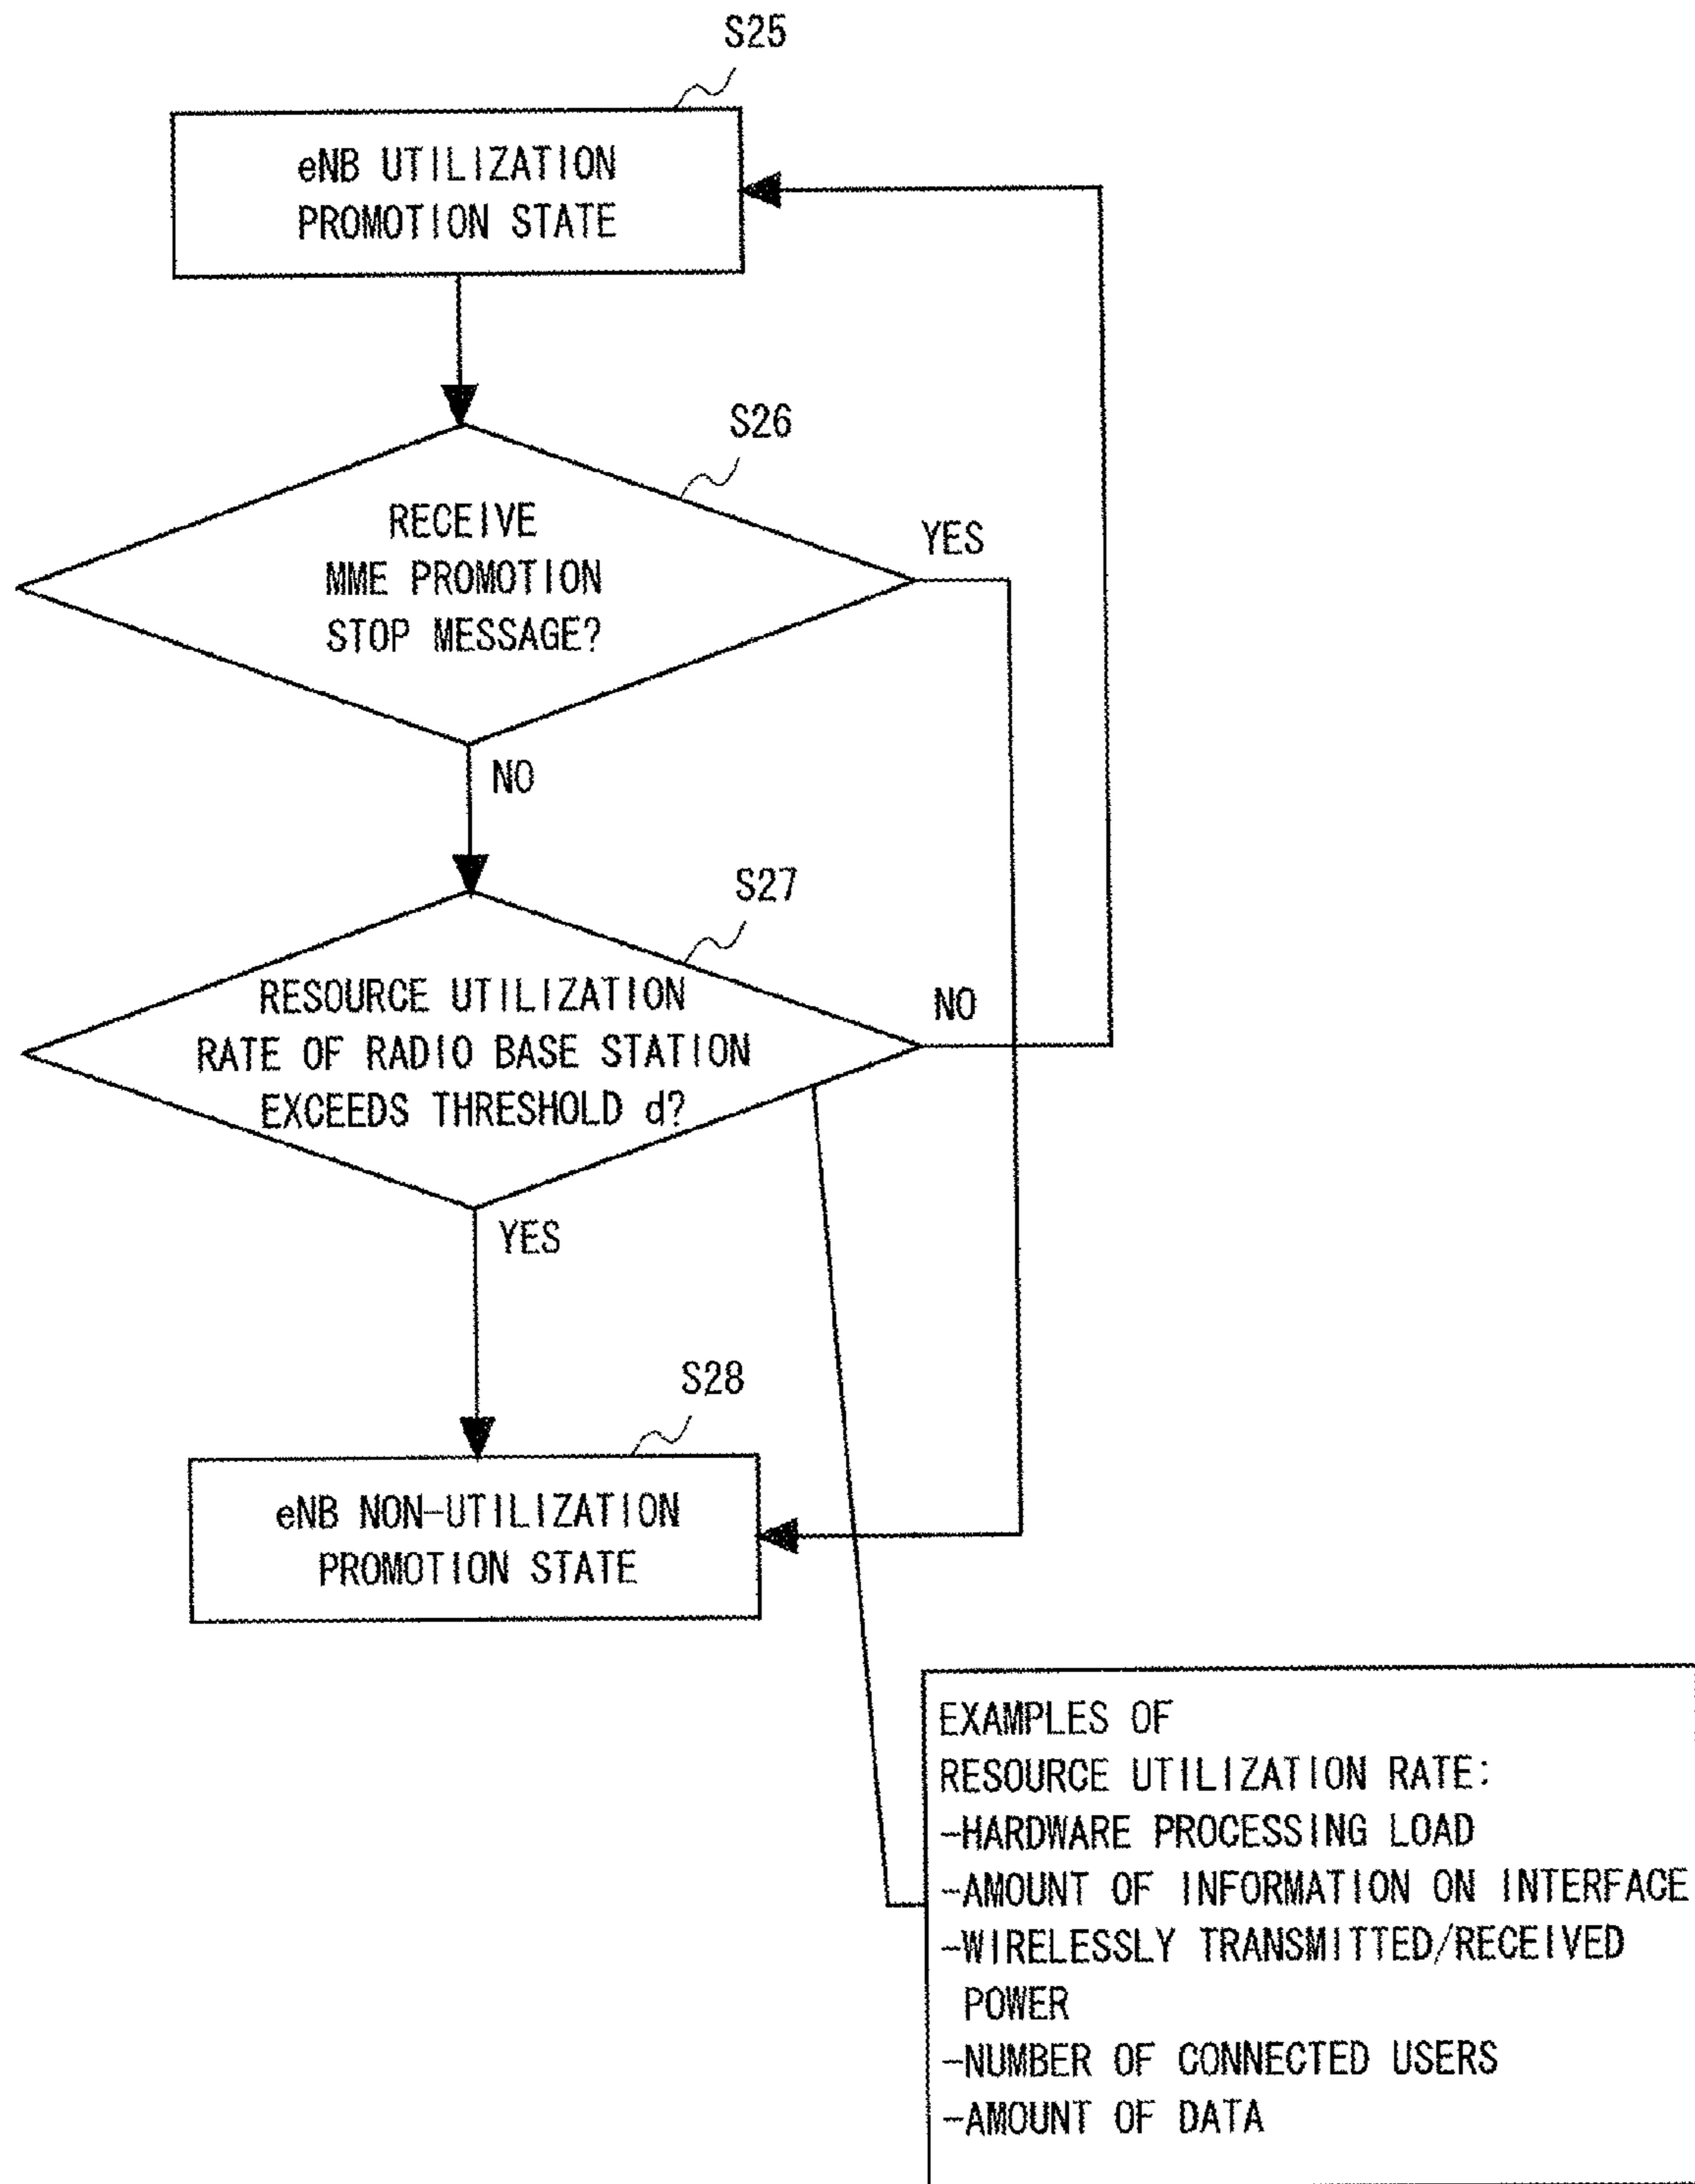 S25
eNB UTILIZATION
PROMOTION STATE
S26
RECEIVE
MME PROMOTION
STOP MESSAGE?
YES
NO
S27
RESOURCE UTILIZATION
RATE OF RADIO BASE STATION
EXCEEDS THRESHOLD d?
NO
YES
S28
eNB NON-UTILIZATION
PROMOTION STATE
EXAMPLES OF
RESOURCE UTILIZATION RATE:
-HARDWARE PROCESSING LOAD
-AMOUNT OF INFORMATION ON INTERFACE
-WIRELESSLY TRANSMITTED/RECEIVED
POWER
-NUMBER OF CONNECTED USERS
-AMOUNT OF DATA